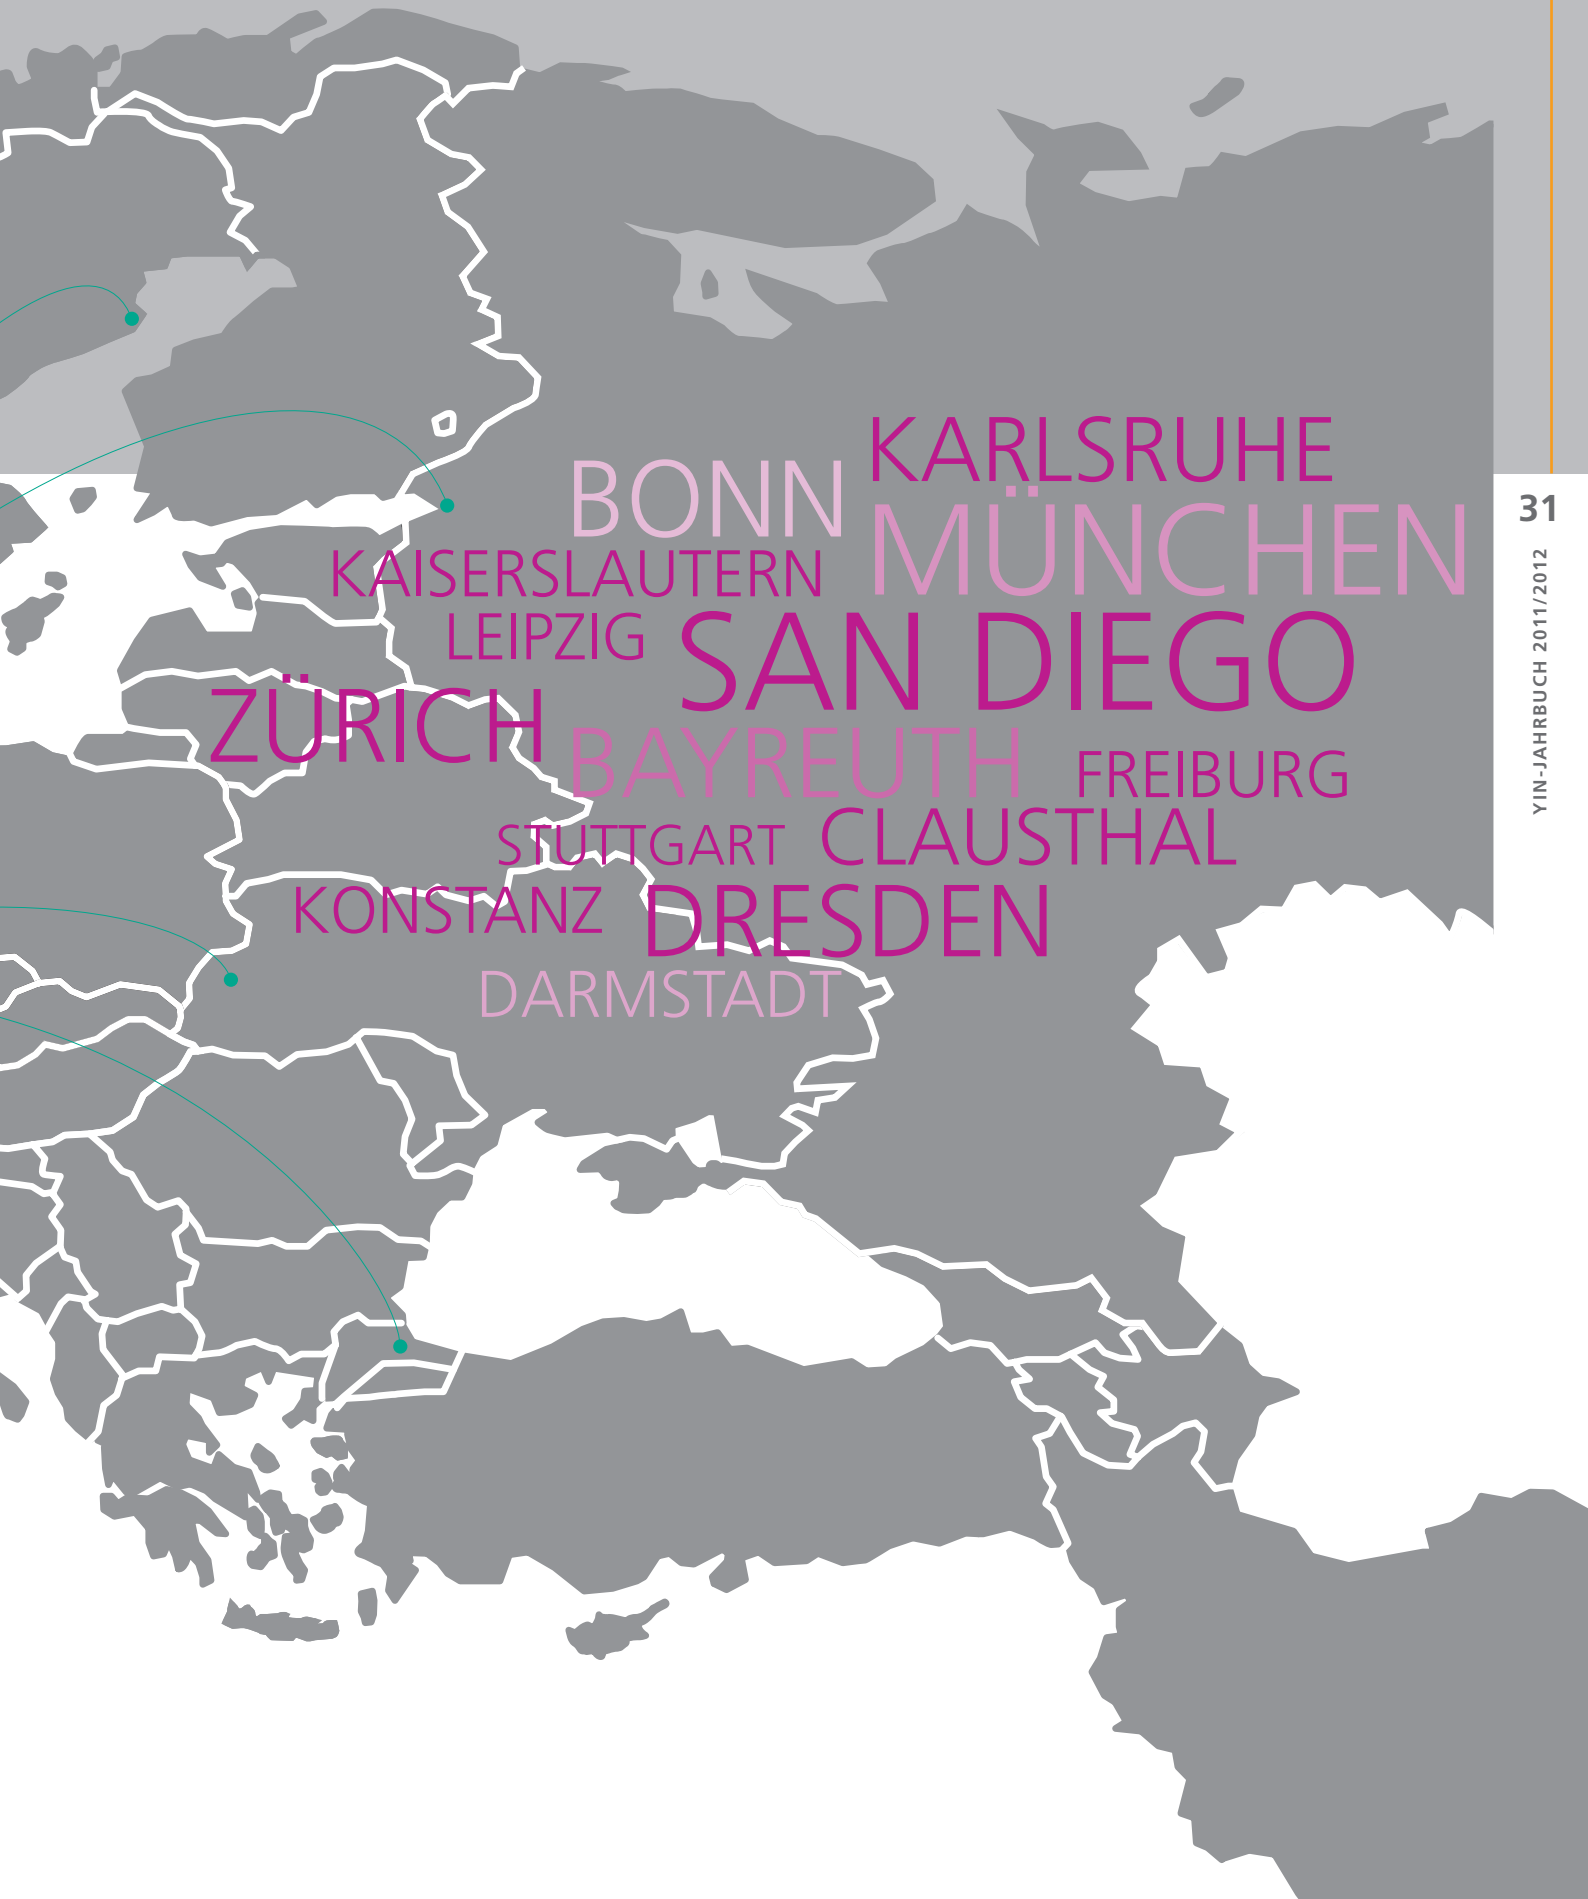 KARLSRUHE
BONN
MÜNCHEN
KAISERSLAUTERN
LEIPZIG
SAN DIEGO
ZÜRICH
BAYREUTH
FREIBURG
STUTTGART
CLAUSTHAL
KONSTANZ
DRESDEN
DARMSTADT
31
YIN-JAHRBUCH 2011/2012